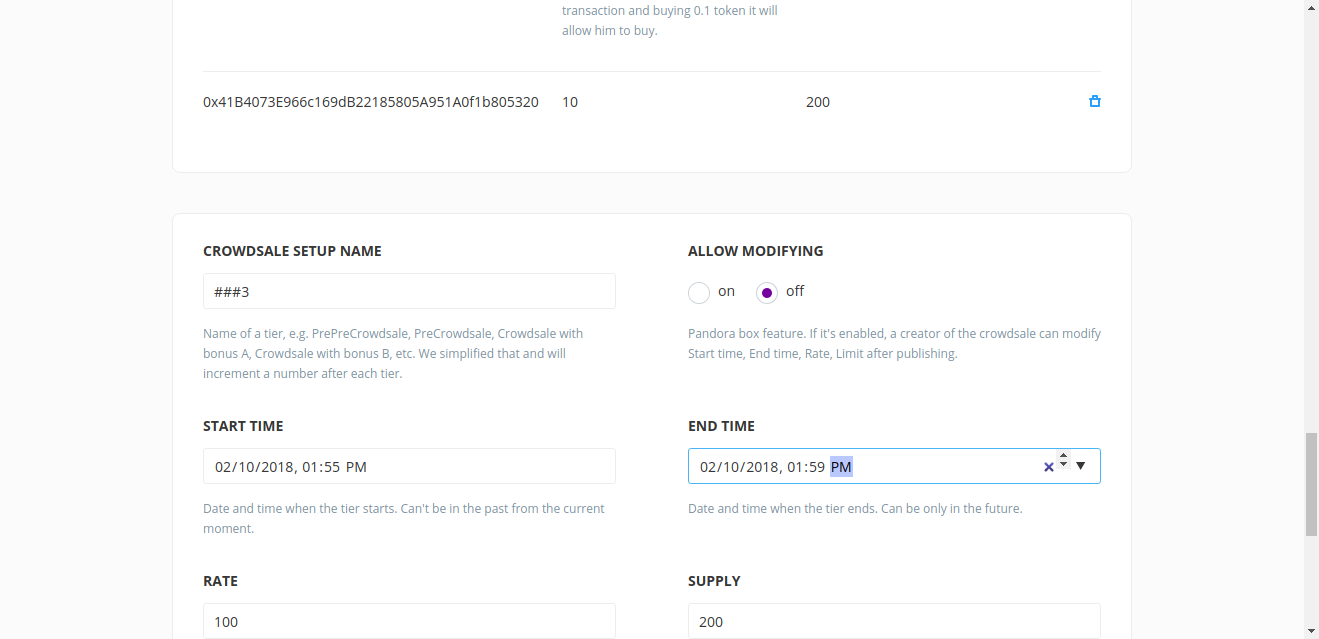 transaction and buying 0.1 token it will
allow him to buy.
0x41B4073E966c169dB22185805A951A0f1b805320 10 200
CROWDSALE SETUP NAME
###3
Name of a tier, e.g. PrePreCrowdsale, PreCrowdsale, Crowdsale with
bonus A, Crowdsale with bonus B, etc. We simplified that and will
increment a number after each tier.
ALLOW MODIFYING
on off
Pandora box feature. If it's enabled, a creator of the crowdsale can modify
Start time, End time, Rate, Limit after publishing.
START TIME
02/10/2018, 01:55 PM
Date and time when the tier starts. Can't be in the past from the current
moment.
END TIME
02/10/2018, 01:59 PM
Date and time when the tier ends. Can be only in the future.
RATE
100
SUPPLY
200